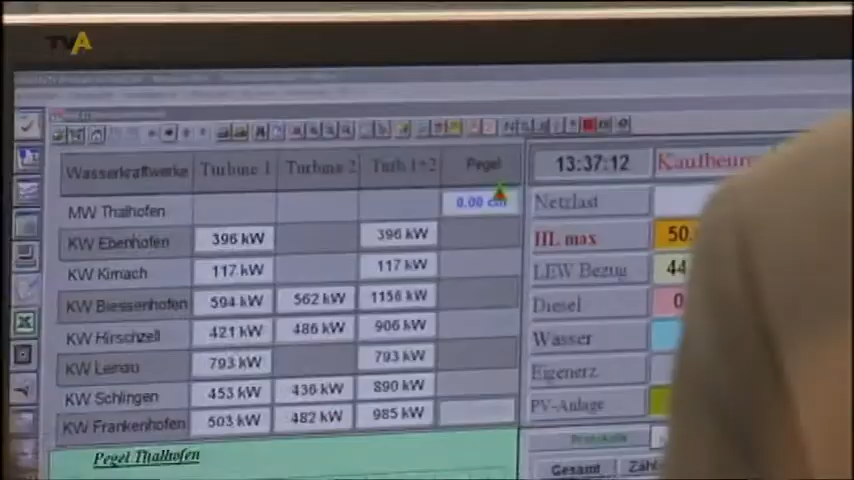 TVA
Wasserkraftwerke Turbine 1 Turbine 2 Turb 1+2 Pegel
MW Thalhofen 0.00 cm
KW Ebenhofen 396 kW 396 kW
KW Kirnach 117 kW 117 kW
KW Biessenhofen 594 kW 562 kW 1156 kW
KW Hirschzell 421 kW 486 kW 906 kW
KW Leinau 793 kW 793 kW
KW Schlingen 453 kW 436 kW 890 kW
KW Frankenhofen 503 kW 482 kW 985 kW
Pegel Thalhofen
13:37:12 Kaufbeure
Netzlast
HL max 50.
LEW Bezug 44
Diesel 0
Wasser
Eigenerz
PV-Anlage
Protokolle
Gesamt Zähl